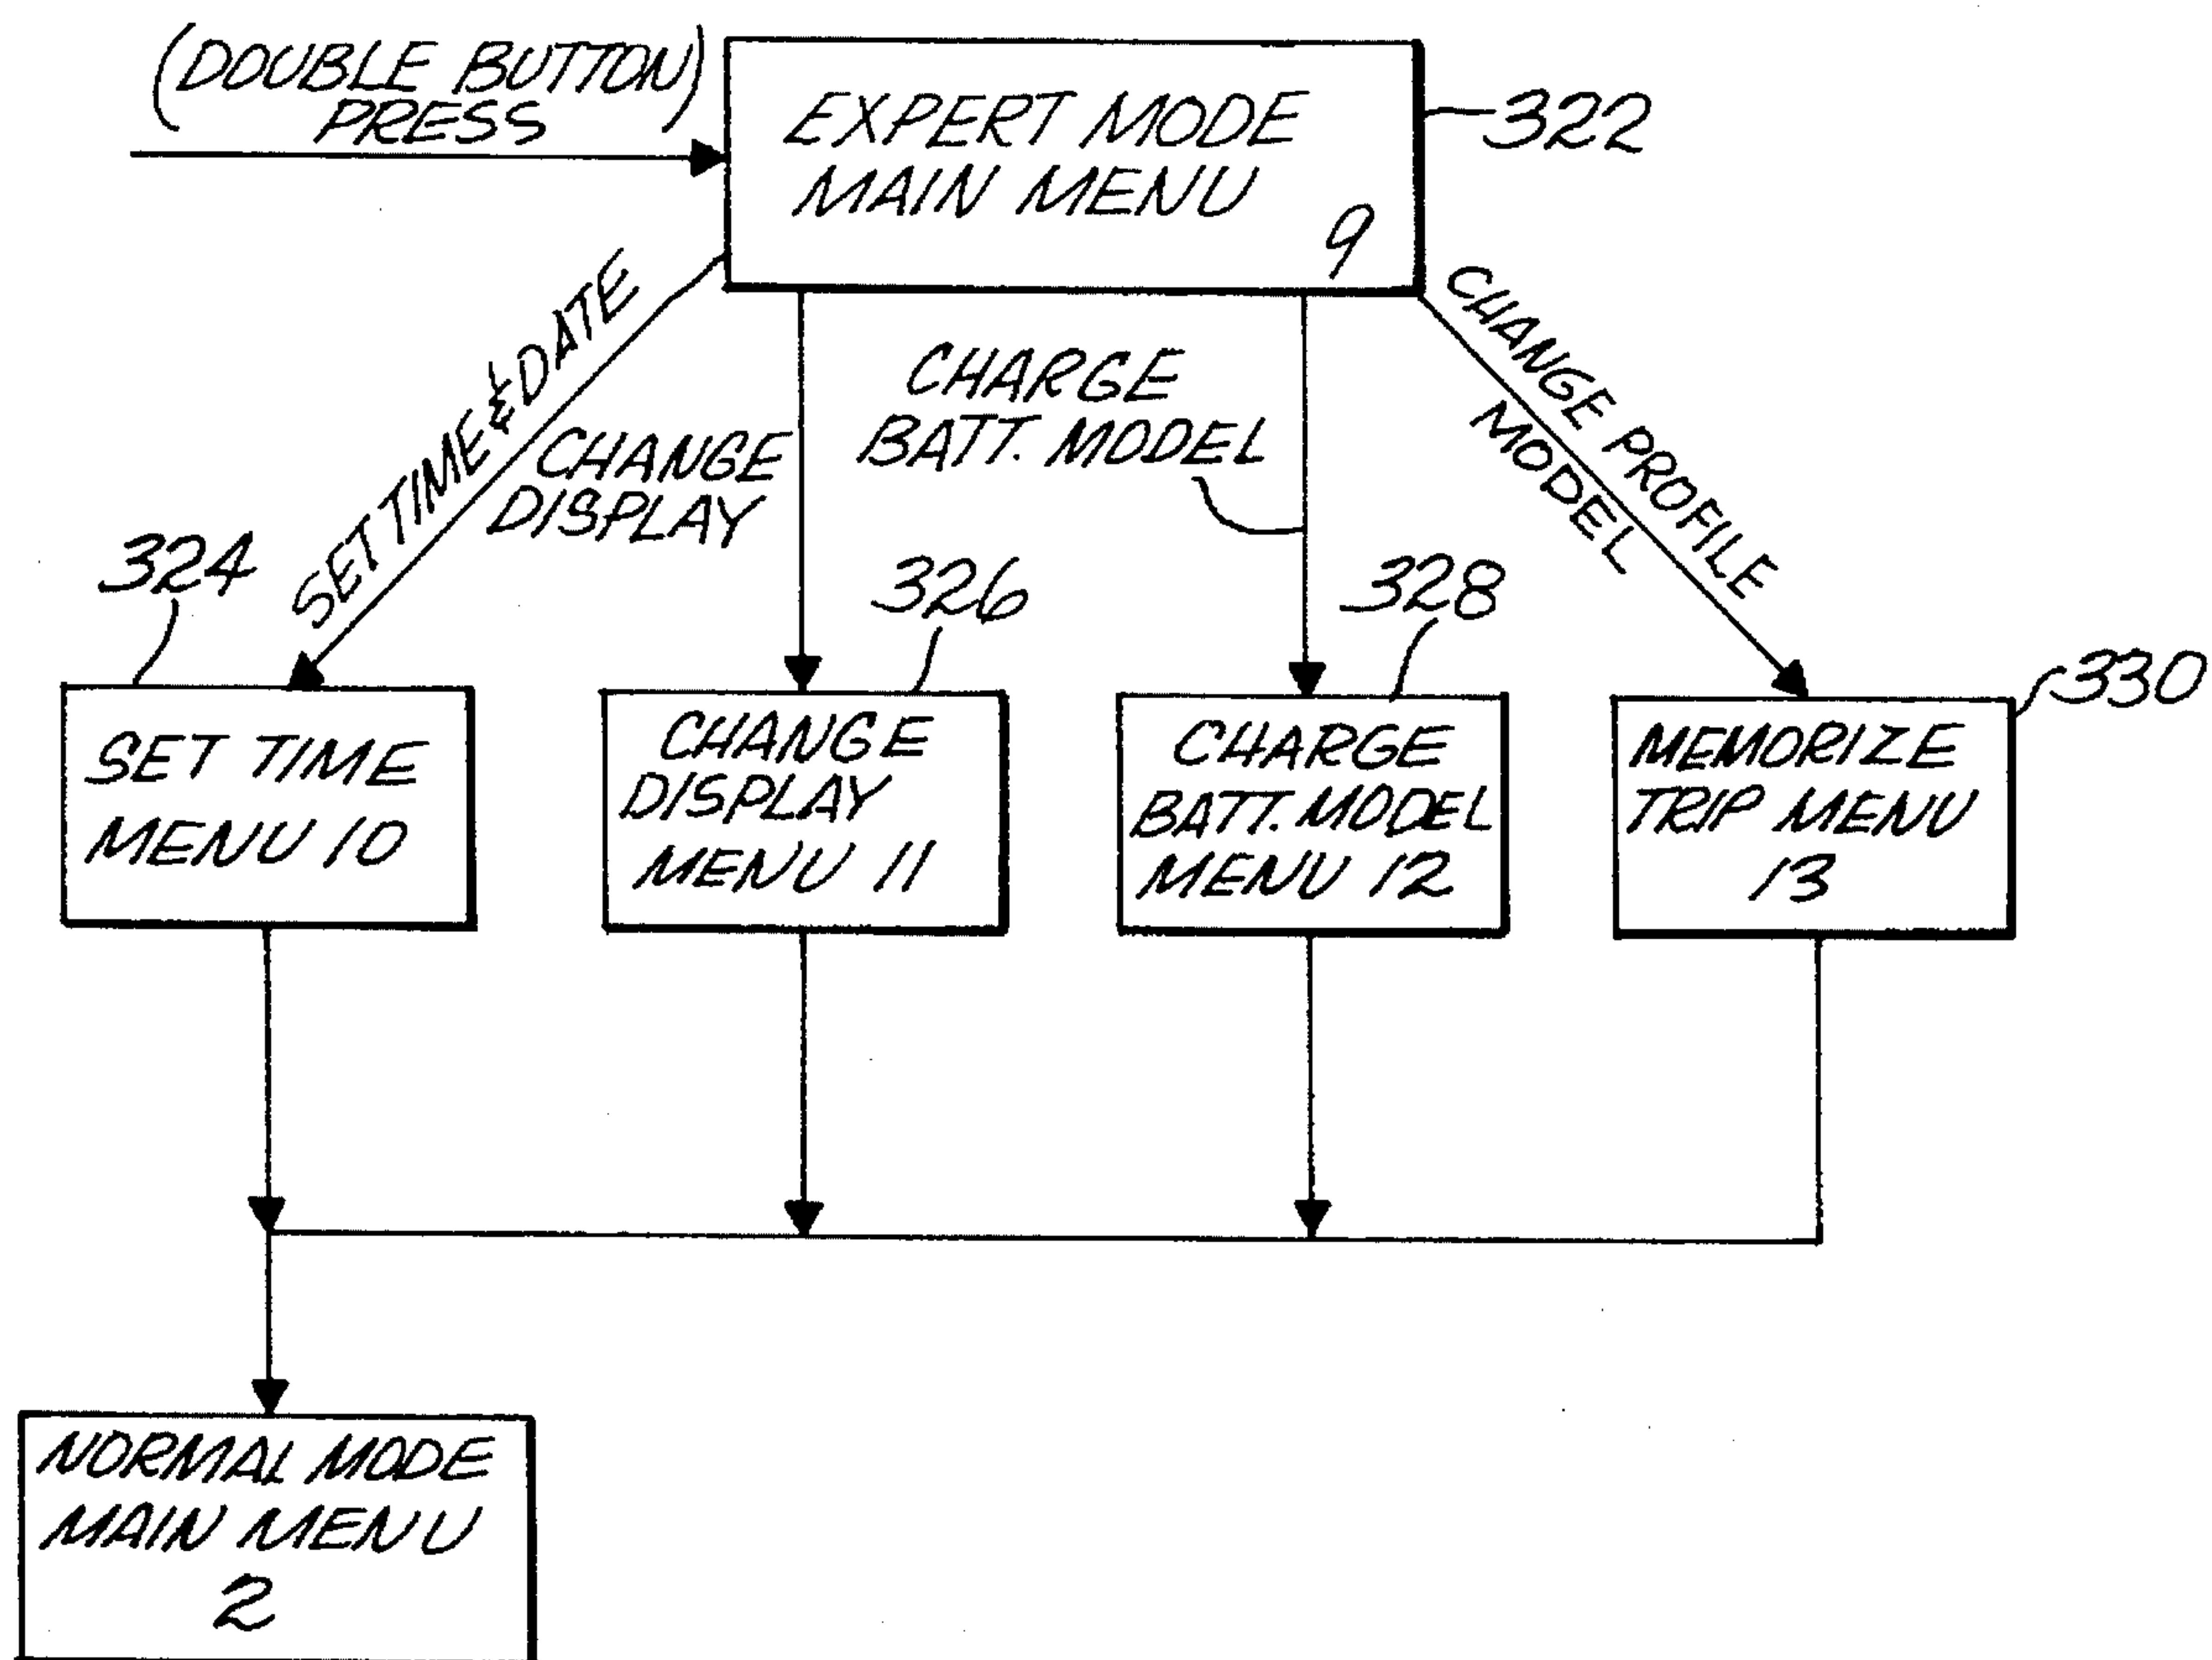 (DOUBLE BUTTON)
PRESS
EXPERT MODE
MAIN MENU
9
322
SET TIME & DATE
CHANGE
DISPLAY
CHARGE
BATT. MODEL
CHANGE PROFILE
MODEL
324
326
328
330
SET TIME
MENU 10
CHANGE
DISPLAY
MENU 11
CHARGE
BATT. MODEL
MENU 12
MEMORIZE
TRIP MENU
13
NORMAL MODE
MAIN MENU
2